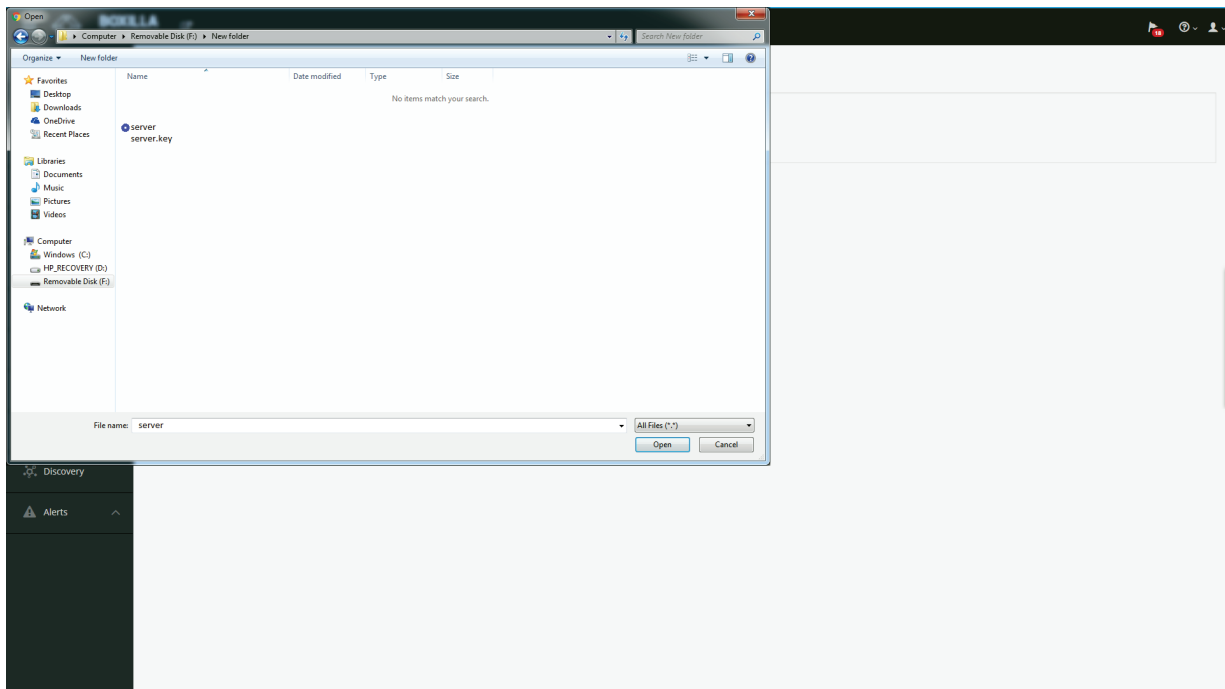 Open
BOXILLA
Computer Removable Disk (F:) New folder
Search New folder
18
Organize New folder
Favorites
Desktop
Downloads
OneDrive
Recent Places
Libraries
Documents
Music
Pictures
Videos
Computer
Windows (C:)
HP_RECOVERY (D:)
Removable Disk (F:)
Network
Name Date modified Type Size
No items match your search.
server
server.key
File name: server
All Files (*.*)
Open Cancel
Discovery
Alerts